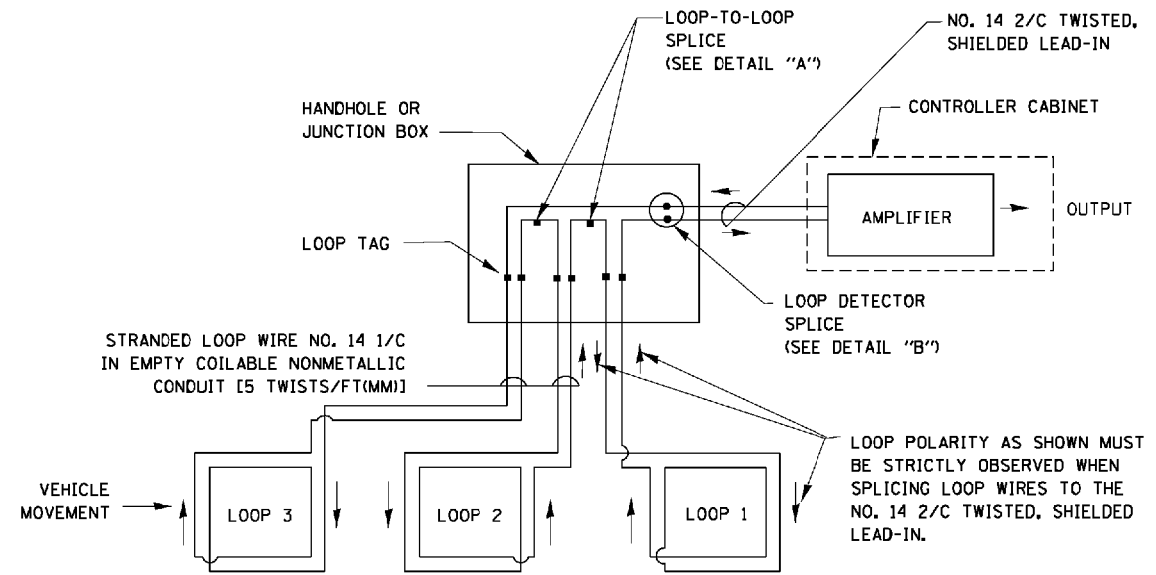 LOOP-TO-LOOP
SPLICE
(SEE DETAIL "A")
NO. 14 2/C TWISTED,
SHIELDED LEAD-IN
HANDHOLE OR
JUNCTION BOX
CONTROLLER CABINET
AMPLIFIER
OUTPUT
LOOP TAG
LOOP DETECTOR
SPLICE
(SEE DETAIL "B")
STRANDED LOOP WIRE NO. 14 1/C
IN EMPTY COILABLE NONMETALLIC
CONDUIT [5 TWISTS/FT(MM)]
LOOP POLARITY AS SHOWN MUST
BE STRICTLY OBSERVED WHEN
SPLICING LOOP WIRES TO THE
NO. 14 2/C TWISTED, SHIELDED
LEAD-IN.
VEHICLE
MOVEMENT
LOOP 3
LOOP 2
LOOP 1